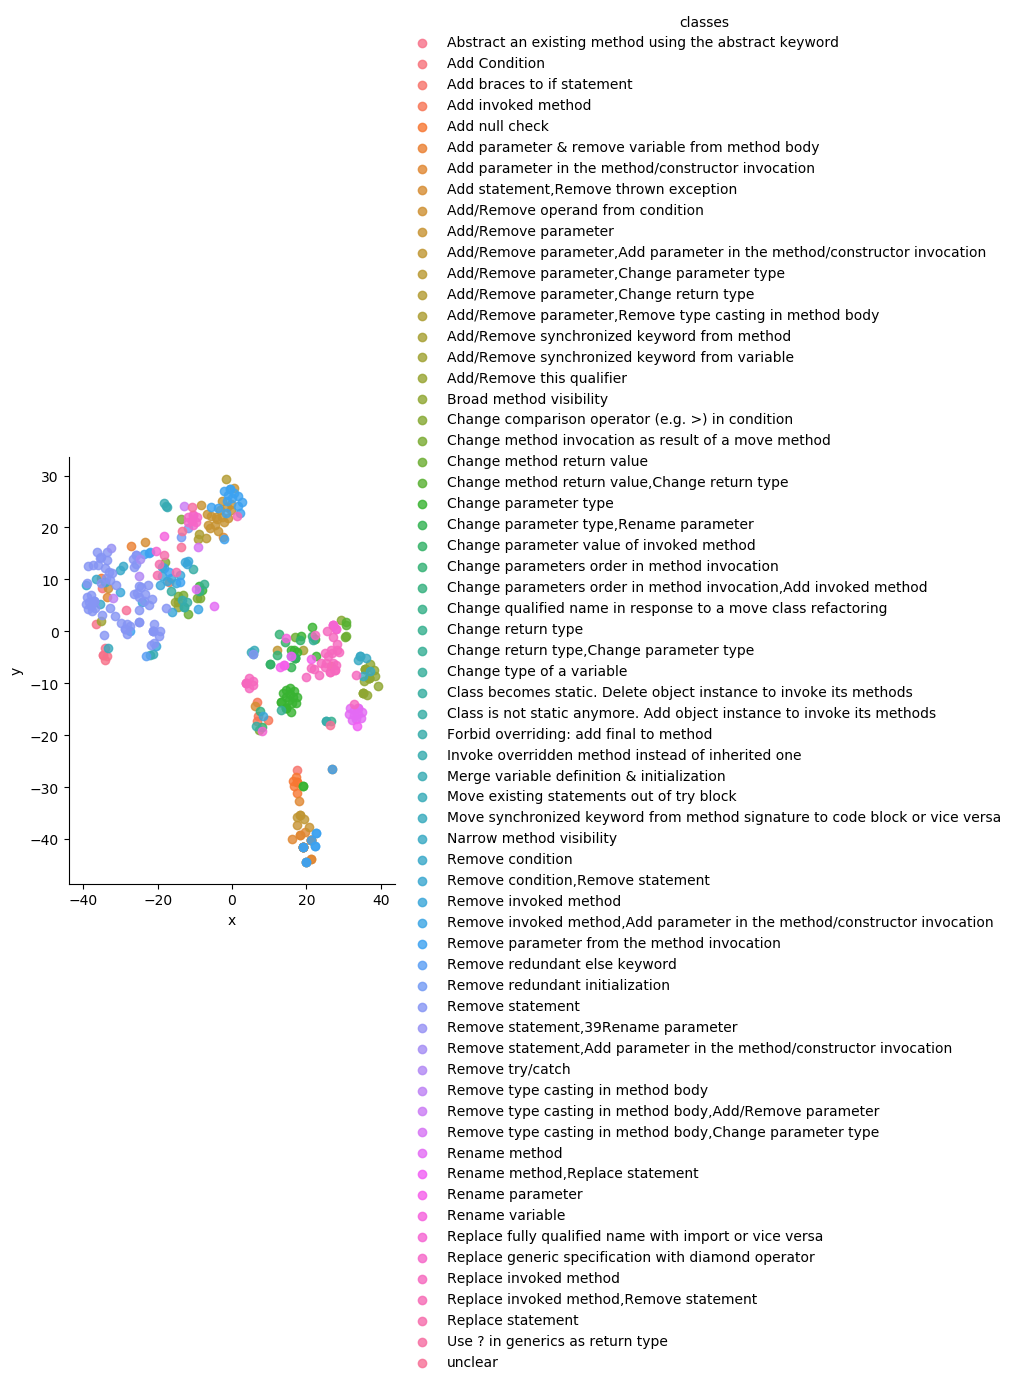 classes
Abstract an existing method using the abstract keyword
Add Condition
Add braces to if statement
Add invoked method
Add null check
Add parameter & remove variable from method body
Add parameter in the method/constructor invocation
Add statement,Remove thrown exception
Add/Remove operand from condition
Add/Remove parameter
Add/Remove parameter,Add parameter in the method/constructor invocation
Add/Remove parameter,Change parameter type
Add/Remove parameter,Change return type
Add/Remove parameter,Remove type casting in method body
Add/Remove synchronized keyword from method
Add/Remove synchronized keyword from variable
Add/Remove this qualifier
Broad method visibility
Change comparison operator (e.g. >) in condition
Change method invocation as result of a move method
Change method return value
Change method return value,Change return type
Change parameter type
Change parameter type,Rename parameter
Change parameter value of invoked method
Change parameters order in method invocation
Change parameters order in method invocation,Add invoked method
Change qualified name in response to a move class refactoring
Change return type
Change return type,Change parameter type
Change type of a variable
Class becomes static. Delete object instance to invoke its methods
Class is not static anymore. Add object instance to invoke its methods
Forbid overriding: add final to method
Invoke overridden method instead of inherited one
Merge variable definition & initialization
Move existing statements out of try block
Move synchronized keyword from method signature to code block or vice versa
Narrow method visibility
Remove condition
Remove condition,Remove statement
Remove invoked method
Remove invoked method,Add parameter in the method/constructor invocation
Remove parameter from the method invocation
Remove redundant else keyword
Remove redundant initialization
Remove statement
Remove statement,39Rename parameter
Remove statement,Add parameter in the method/constructor invocation
Remove try/catch
Remove type casting in method body
Remove type casting in method body,Add/Remove parameter
Remove type casting in method body,Change parameter type
Rename method
Rename method,Replace statement
Rename parameter
Rename variable
Replace fully qualified name with import or vice versa
Replace generic specification with diamond operator
Replace invoked method
Replace invoked method,Remove statement
Replace statement
Use ? in generics as return type
unclear
30
20
10
0
−10
−20
−30
−40
y
−40 −20 0 20 40
x